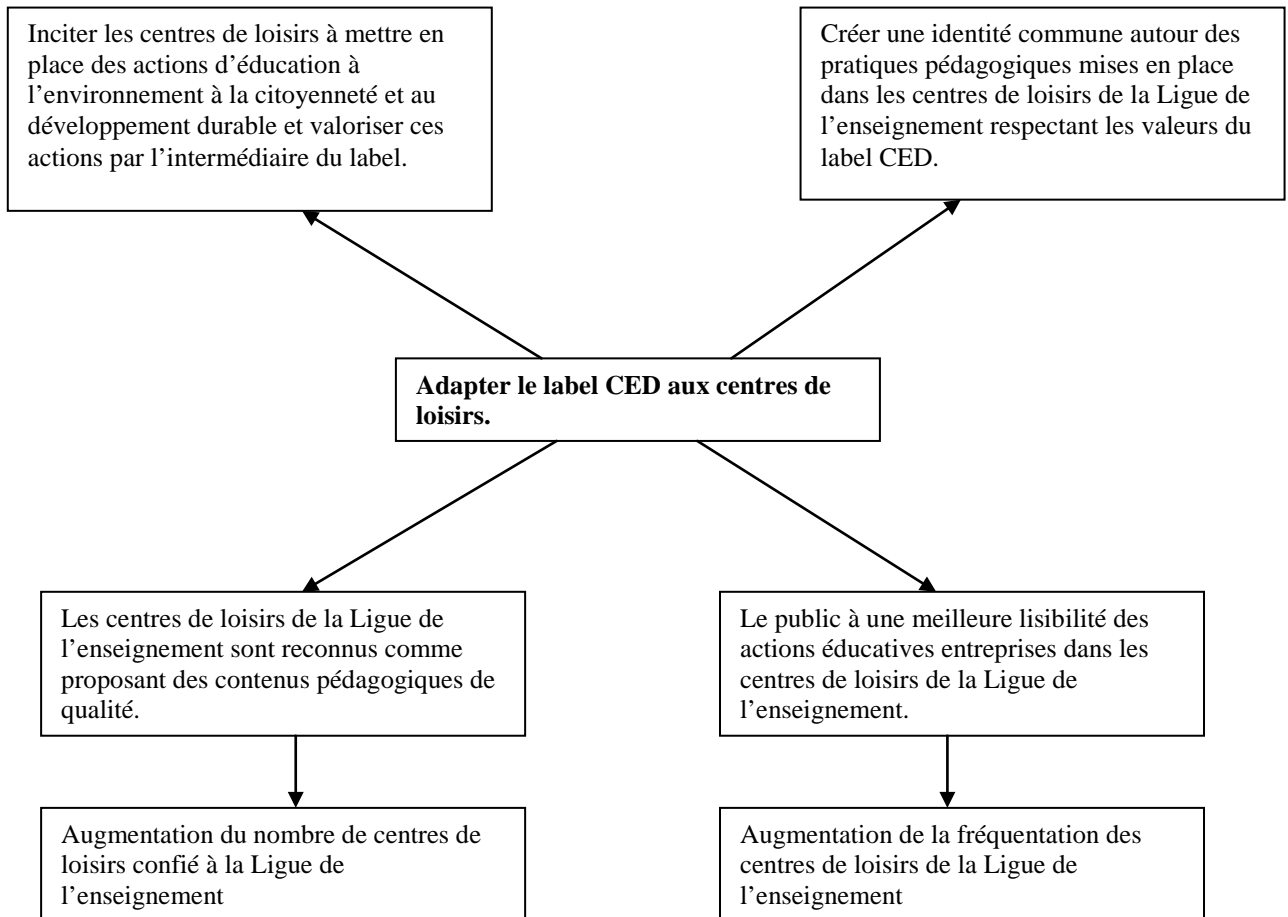 Inciter les centres de loisirs à mettre en
place des actions d’éducation à
l’environnement à la citoyenneté et au
développement durable et valoriser ces
actions par l’intermédiaire du label.
Créer une identité commune autour des
pratiques pédagogiques mises en place
dans les centres de loisirs de la Ligue de
l’enseignement respectant les valeurs du
label CED.
Adapter le label CED aux centres de
loisirs.
Les centres de loisirs de la Ligue de
l’enseignement sont reconnus comme
proposant des contenus pédagogiques de
qualité.
Le public à une meilleure lisibilité des
actions éducatives entreprises dans les
centres de loisirs de la Ligue de
l’enseignement.
Augmentation du nombre de centres de
loisirs confié à la Ligue de
l’enseignement
Augmentation de la fréquentation des
centres de loisirs de la Ligue de
l’enseignement